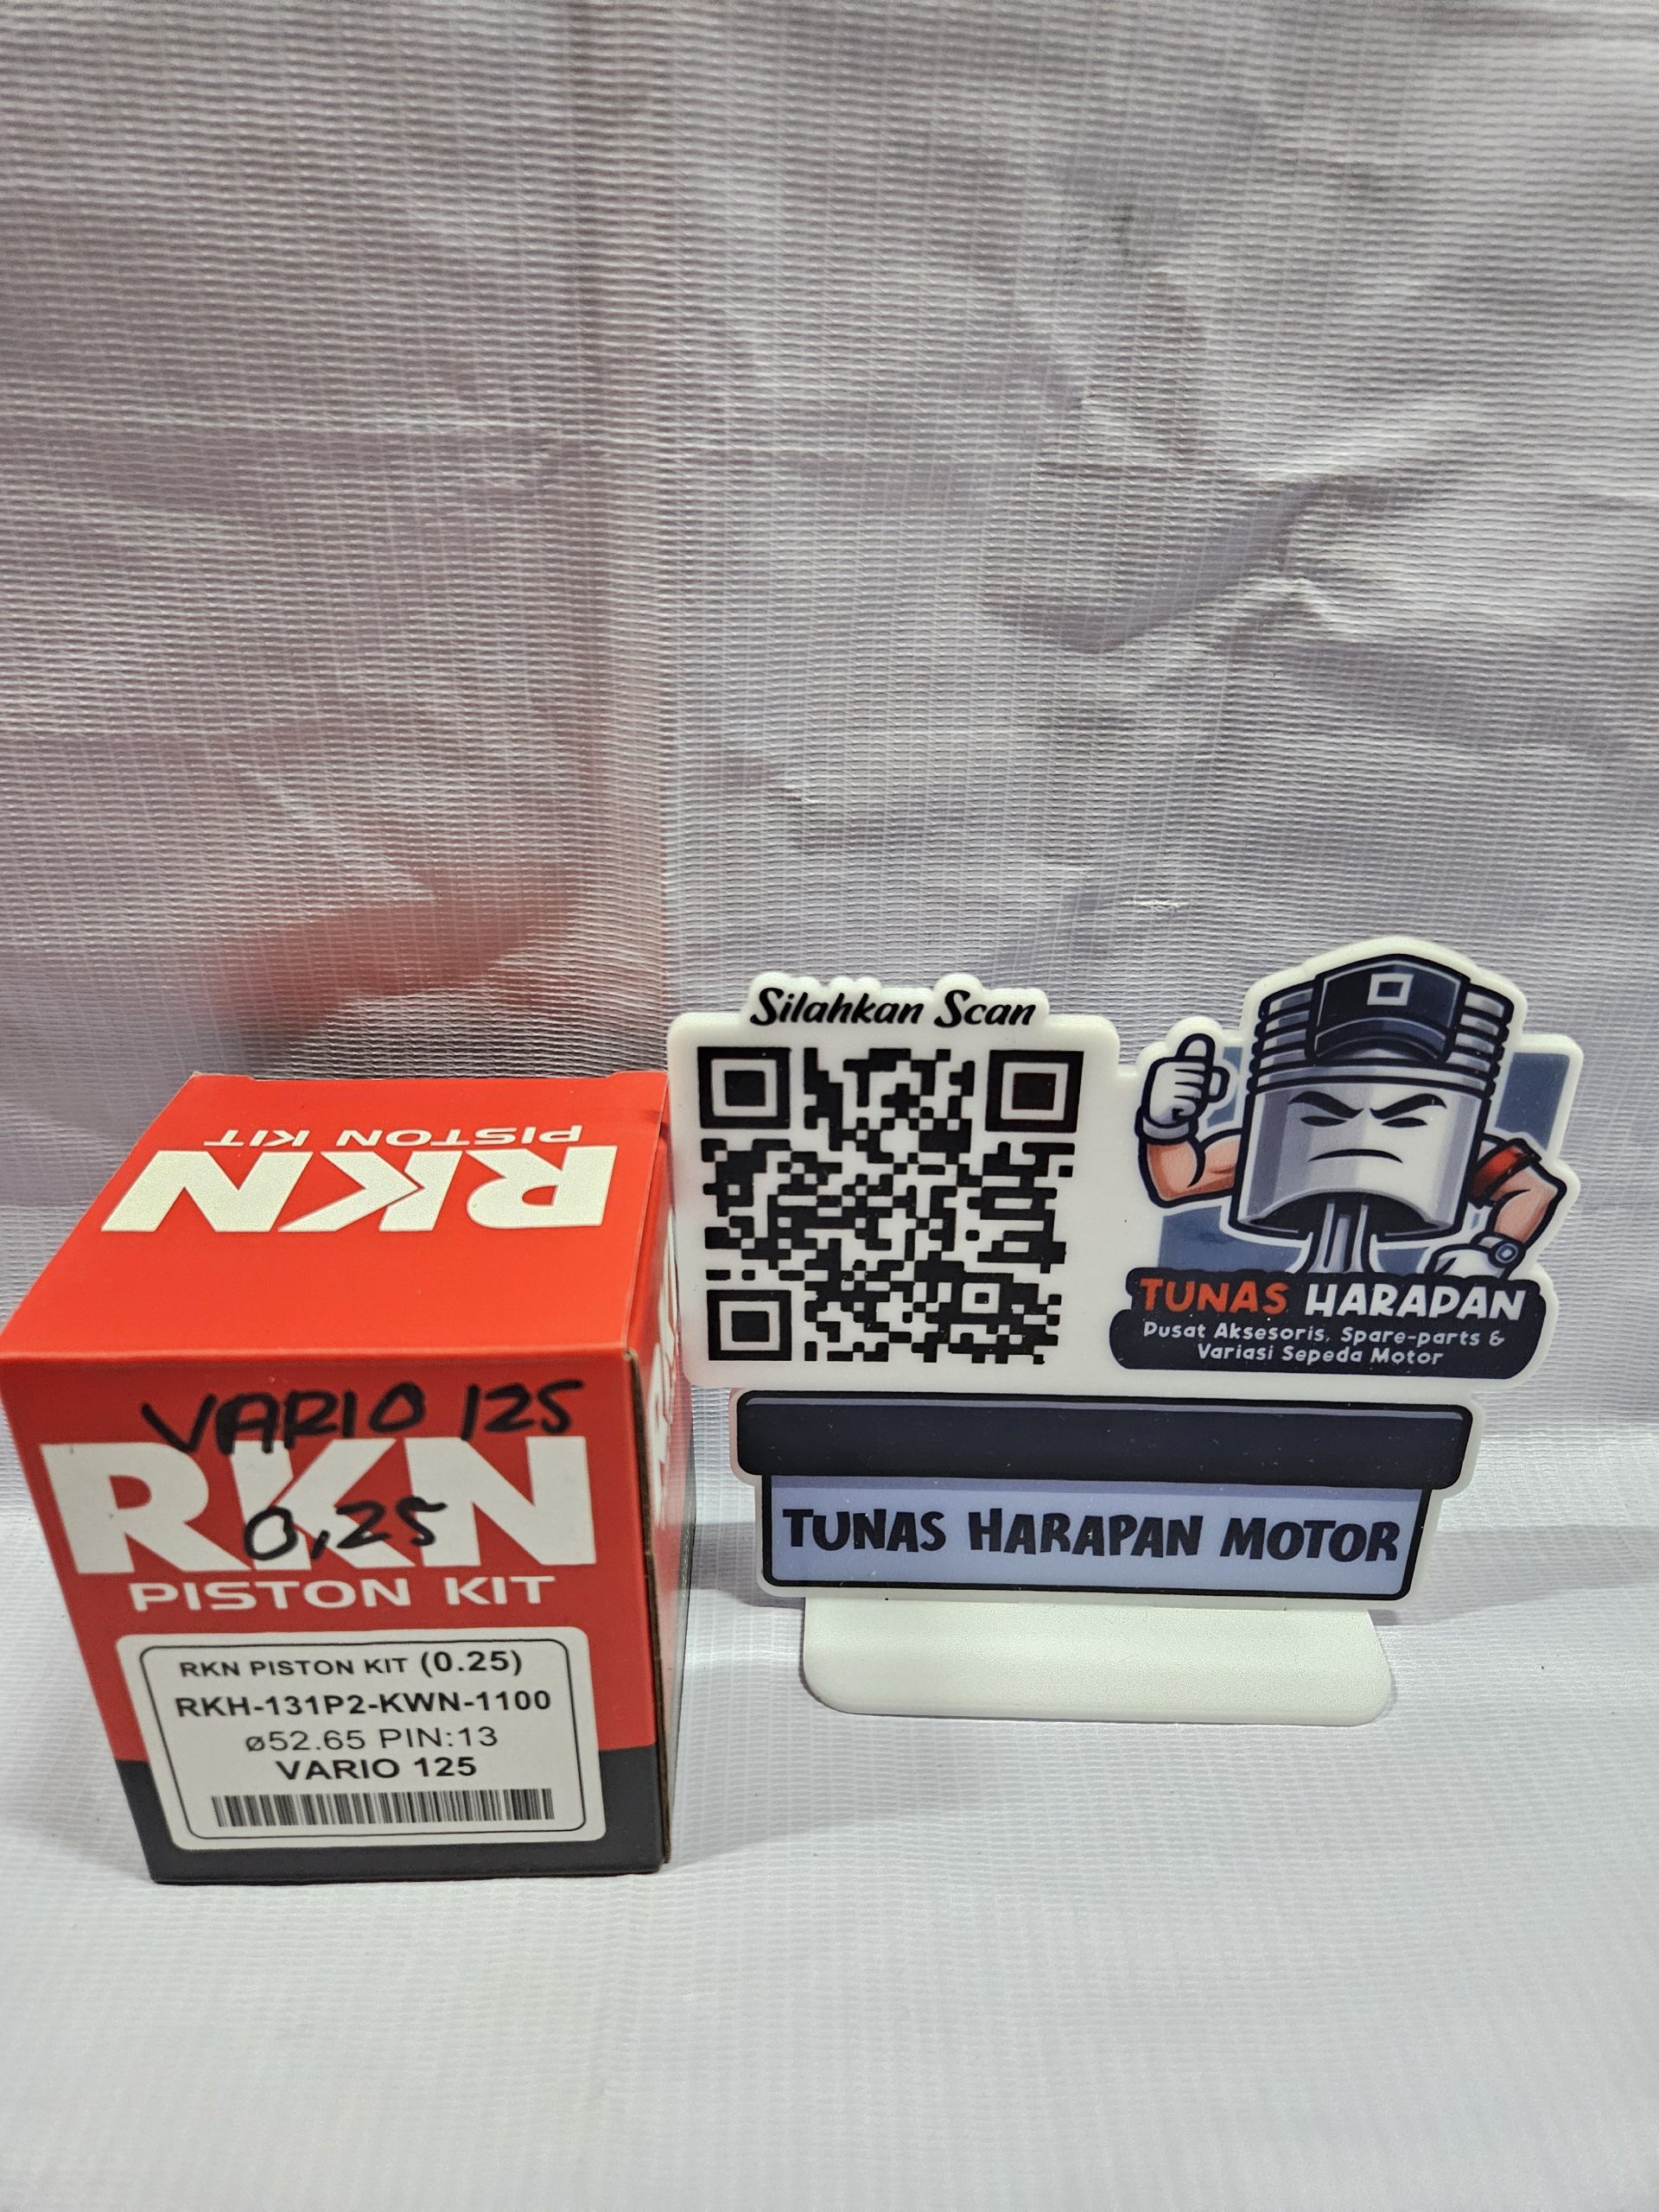 RKN
PISTON KIT
VARIO 125
RKN
0,25
PISTON KIT
RKN PISTON KIT (0.25)
RKH-131P2-KWN-1100
ø52.65 PIN:13
VARIO 125
Silahkan Scan
TUNAS HARAPAN
Pusat Aksesoris, Spare-parts &
Variasi Sepeda Motor
TUNAS HARAPAN MOTOR